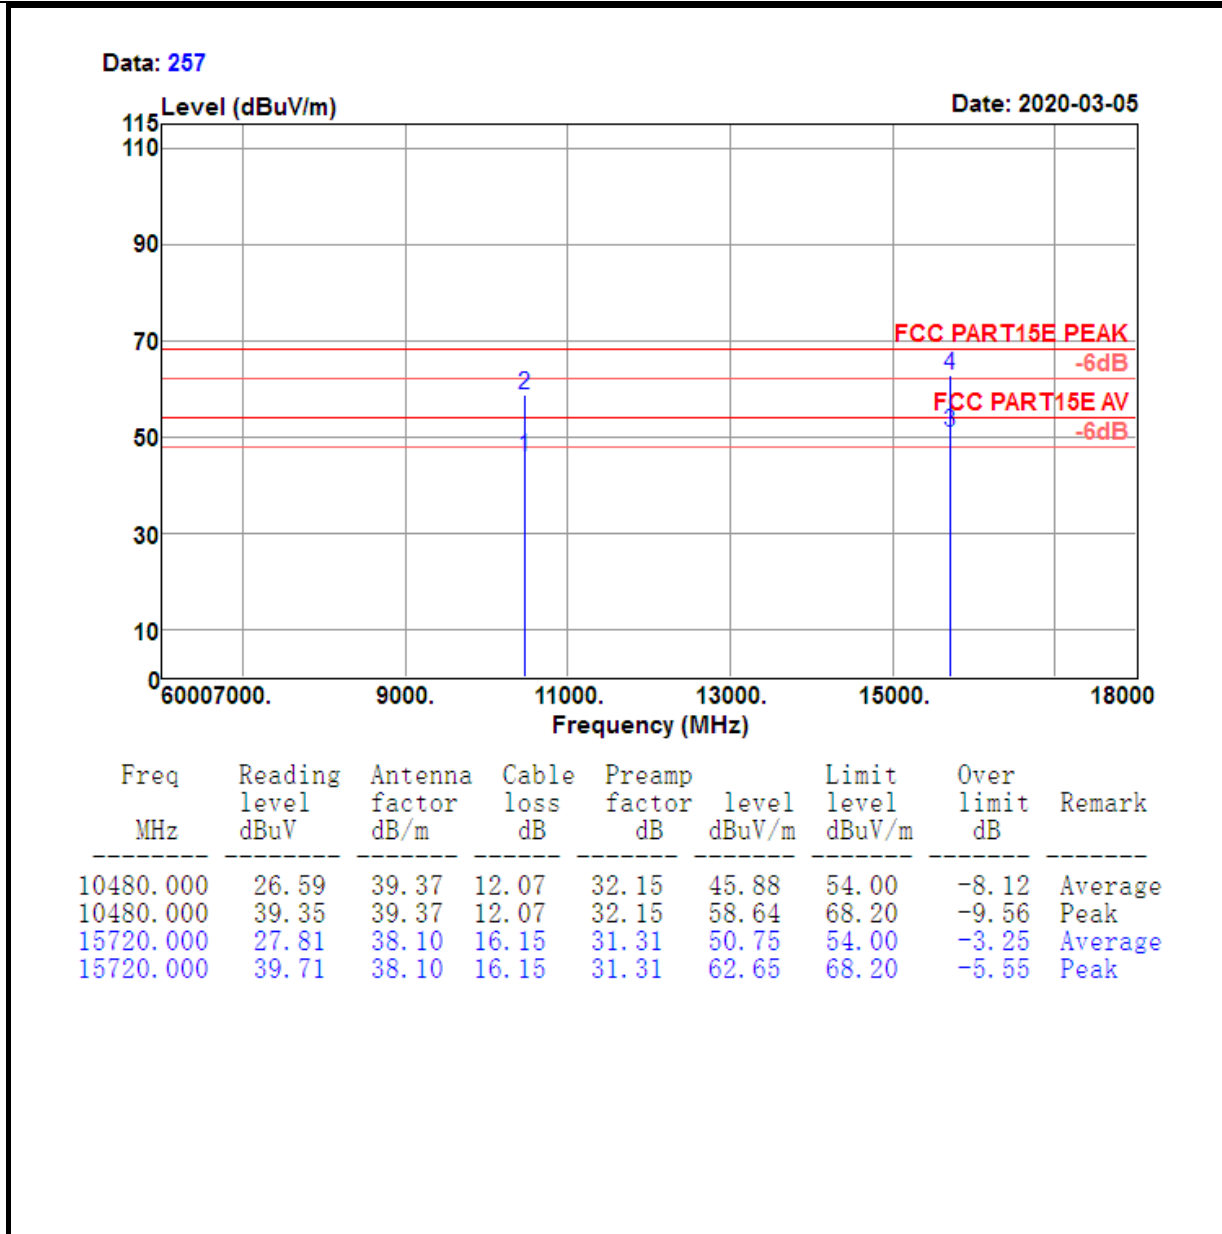 Data: 257
Level (dBuV/m) Date: 2020-03-05
115
110
90
70
FCC PART15E PEAK
4
-6dB
2
FCC PART15E AV
3
50
1
-6dB
30
10
0
6000 7000. 9000. 11000. 13000. 15000. 18000
Frequency (MHz)
Freq Reading Antenna Cable Preamp Limit Over
level factor loss factor level level limit Remark
MHz dBuV dB/m dB dB dBuV/m dBuV/m dB
-------- -------- ------- ------ ------- ------- ------- ------- -------
10480.000 26.59 39.37 12.07 32.15 45.88 54.00 -8.12 Average
10480.000 39.35 39.37 12.07 32.15 58.64 68.20 -9.56 Peak
15720.000 27.81 38.10 16.15 31.31 50.75 54.00 -3.25 Average
15720.000 39.71 38.10 16.15 31.31 62.65 68.20 -5.55 Peak